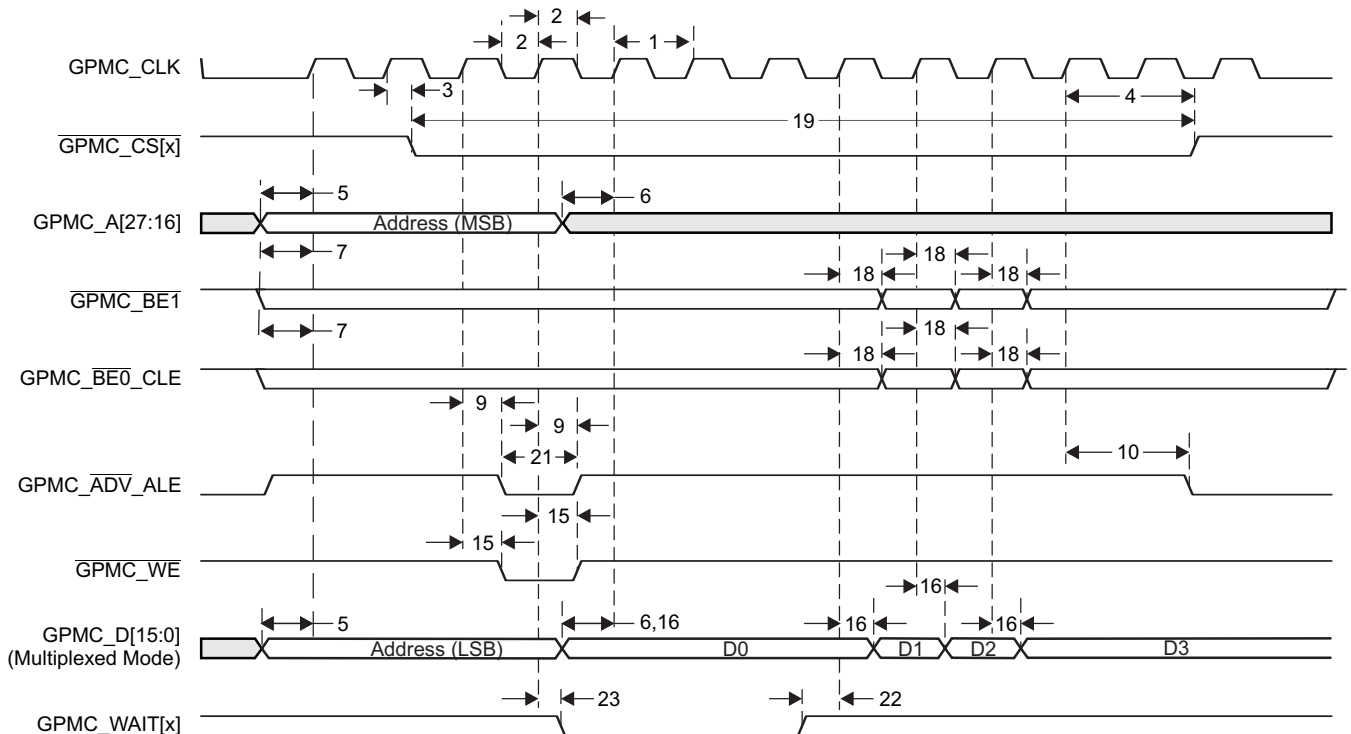 2
2
1
GPMC_CLK
3
4
19
GPMC_CS[x]
5
6
GPMC_A[27:16]
Address (MSB)
7
18
18
18
GPMC_BE1
7
18
18
18
GPMC_BE0_CLE
9
9
21
10
GPMC_ADV_ALE
15
15
GPMC_WE
16
5
6,16
16
16
GPMC_D[15:0]
(Multiplexed Mode)
Address (LSB)
D0
D1
D2
D3
23
22
GPMC_WAIT[x]